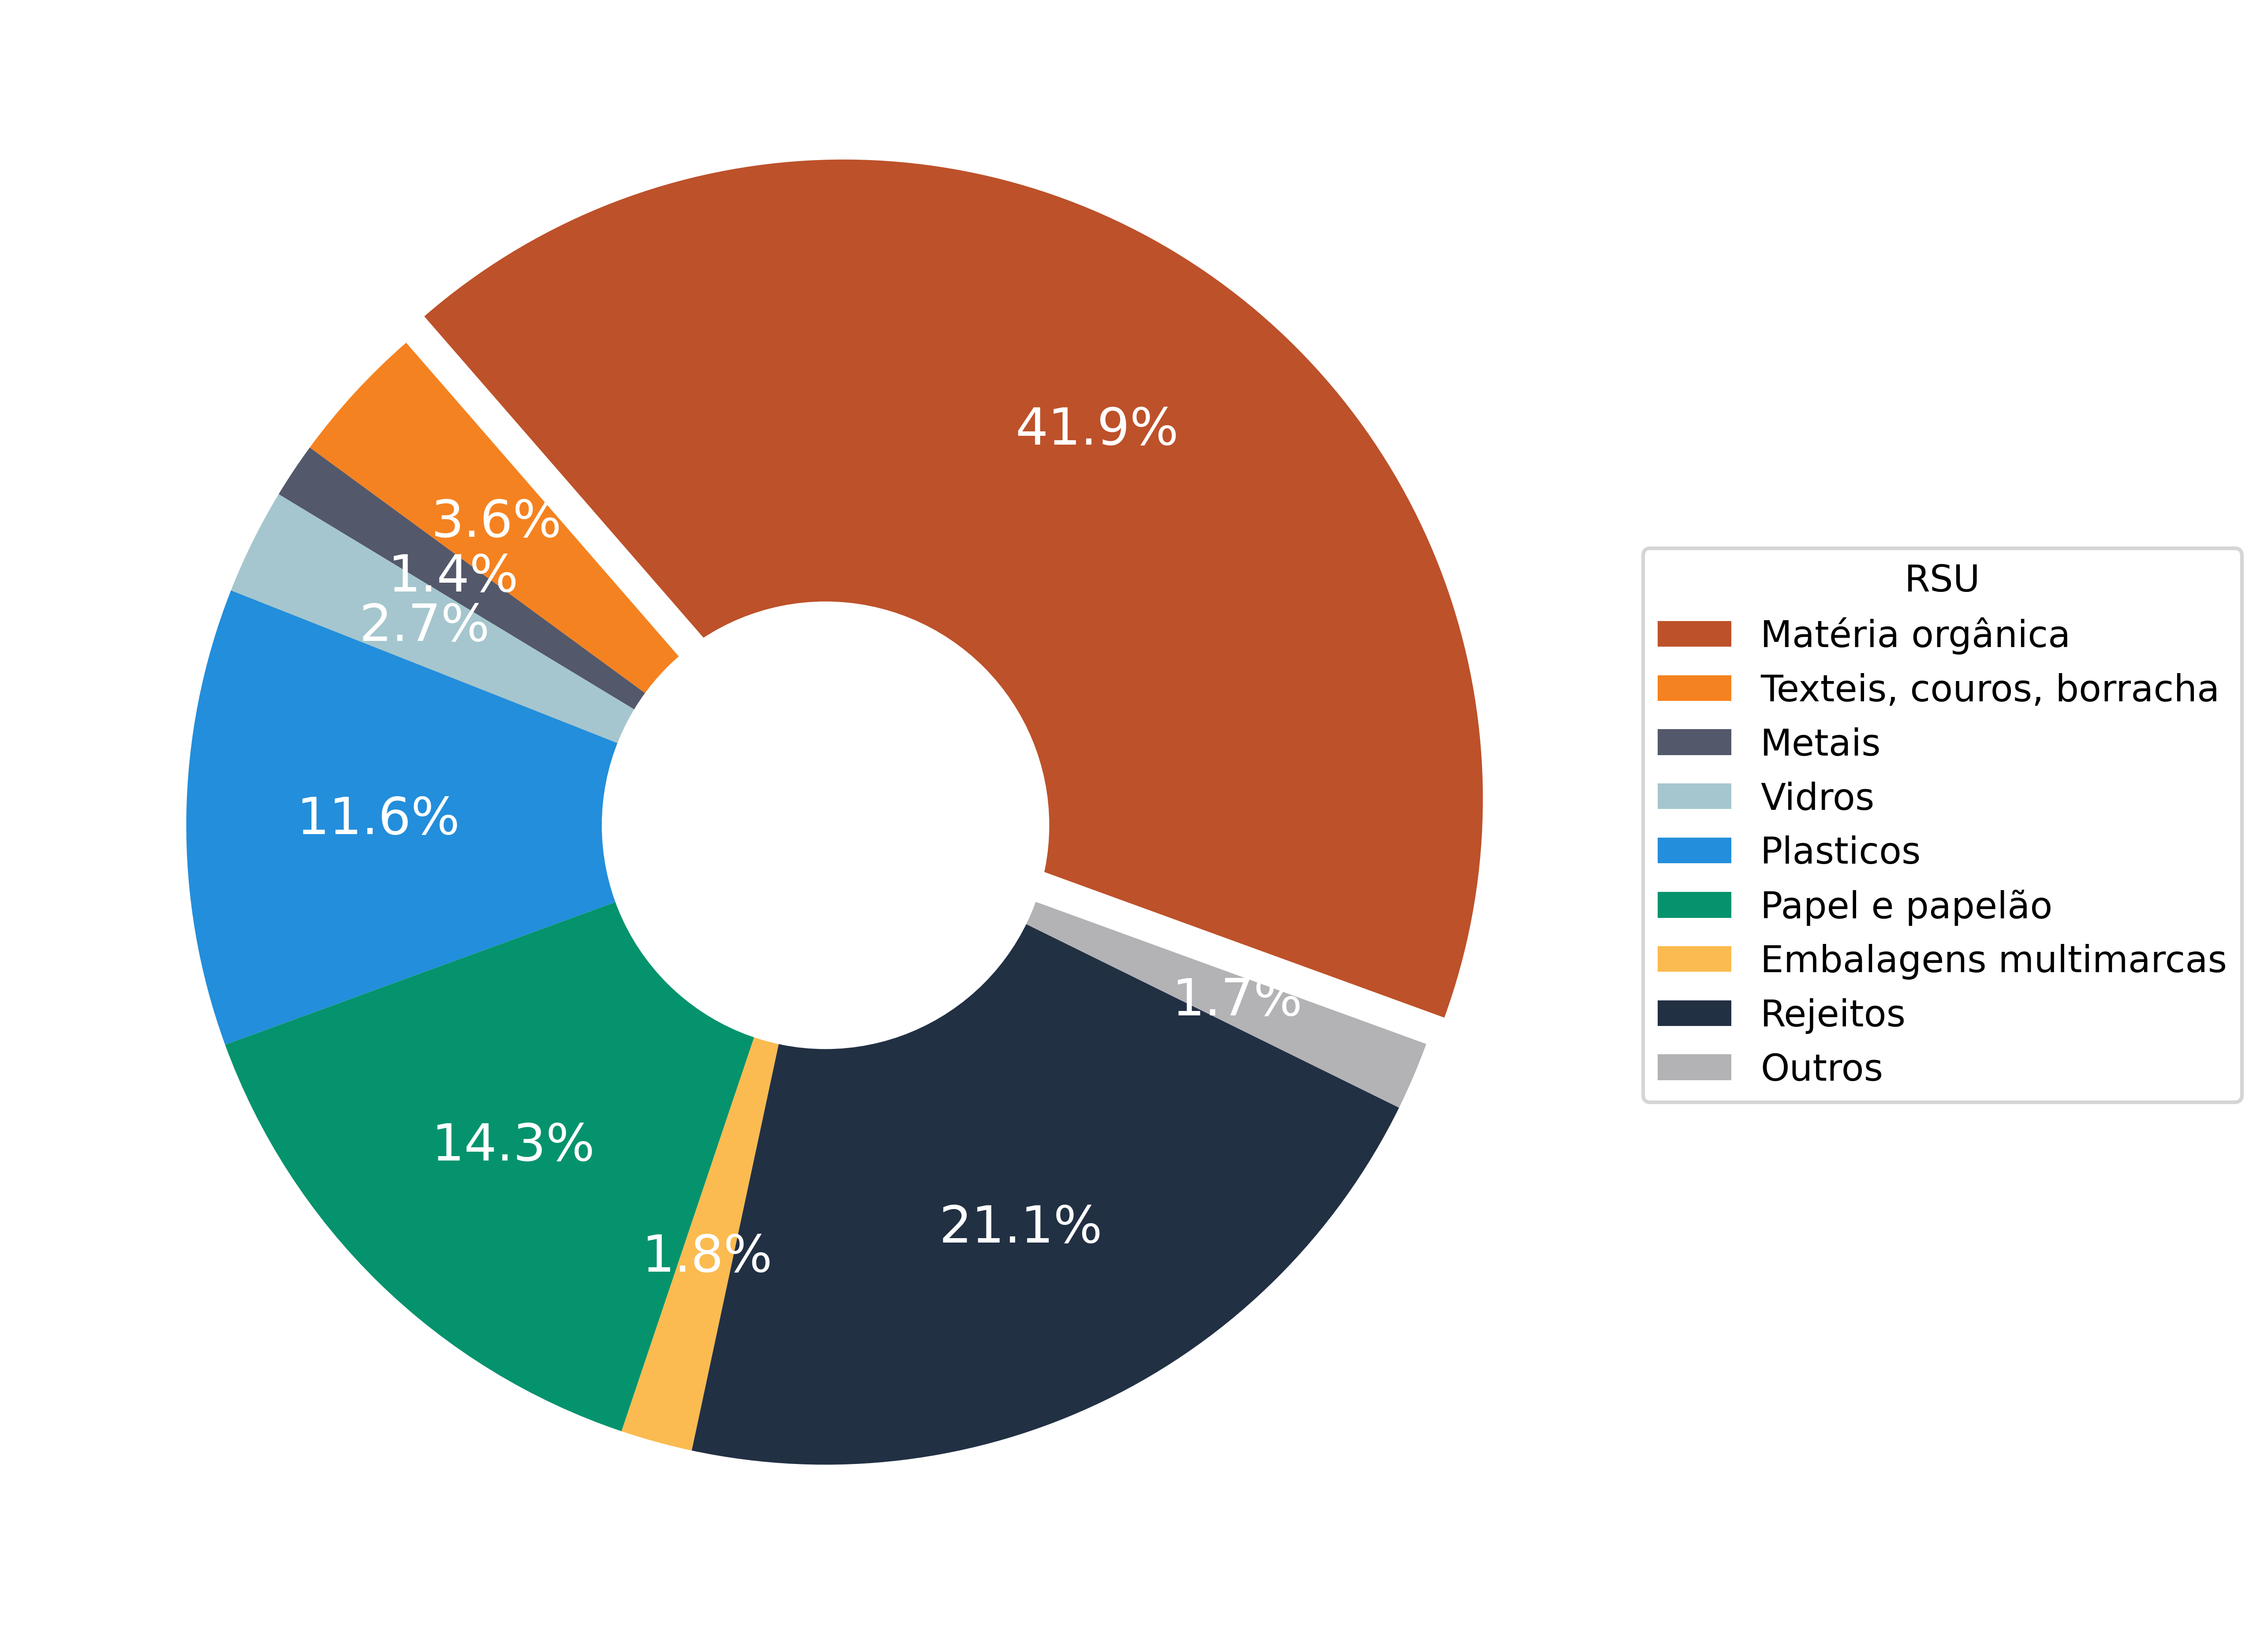 41.9%
3.6%
1.4%
2.7%
11.6%
14.3%
1.8%
21.1%
1.7%
RSU
Matéria orgânica
Texteis, couros, borracha
Metais
Vidros
Plasticos
Papel e papelão
Embalagens multimarcas
Rejeitos
Outros